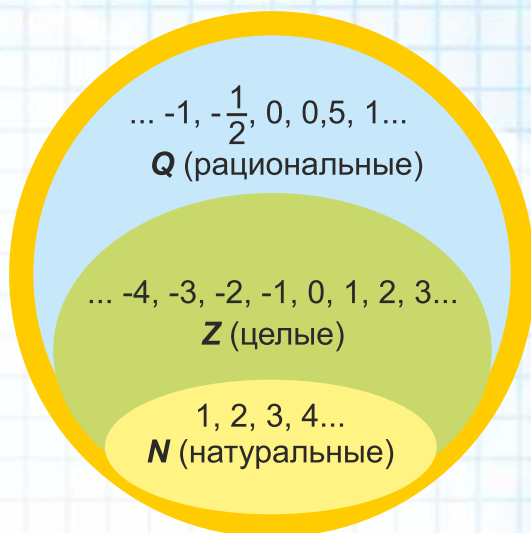 ... -1, -1/2, 0, 0,5, 1...
Q (рациональные)
... -4, -3, -2, -1, 0, 1, 2, 3...
Z (целые)
1, 2, 3, 4...
N (натуральные)